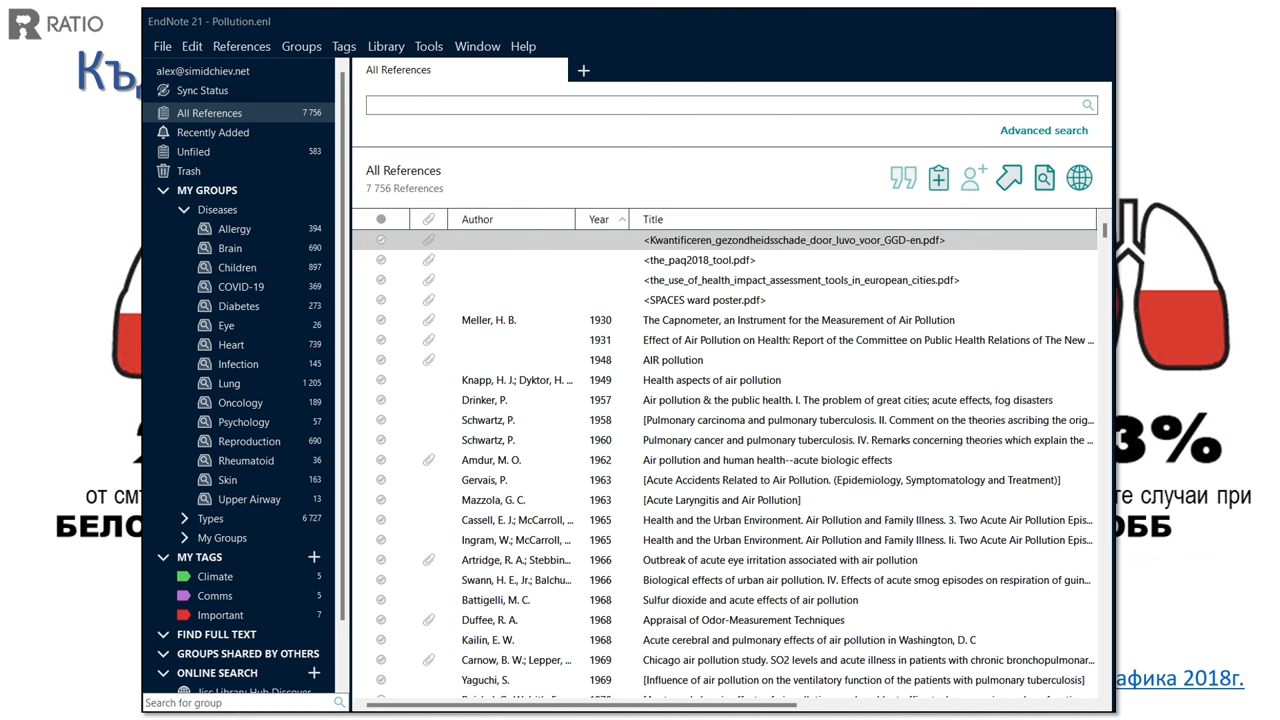 RATIO
EndNote 21 - Pollution.enl
File Edit References Groups Tags Library Tools Window Help
alex@simidchiev.net
Sync Status
All References 7 756
Recently Added
Unfiled 583
Trash
MY GROUPS
Diseases
Allergy 394
Brain 690
Children 897
COVID-19 369
Diabetes 273
Eye 26
Heart 739
Infection 145
Lung 1 205
Oncology 189
Psychology 57
Reproduction 690
Rheumatoid 36
Skin 163
Upper Airway 13
Types 6 727
My Groups
MY TAGS
Climate 5
Comms 5
Important 7
FIND FULL TEXT
GROUPS SHARED BY OTHERS
ONLINE SEARCH
Jisc Library Hub Discover
Search for group
All References
Advanced search
All References
7 756 References
Author Year Title
<Kwantificeren_gezondheidsschade_door_luvo_voor_GGD-en.pdf>
<the_paq2018_tool.pdf>
<the_use_of_health_impact_assessment_tools_in_european_cities.pdf>
<SPACES ward poster.pdf>
Meller, H. B. 1930 The Capnometer, an Instrument for the Measurement of Air Pollution
1931 Effect of Air Pollution on Health: Report of the Committee on Public Health Relations of The New ...
1948 AIR pollution
Knapp, H. J.; Dyktor, H. ... 1949 Health aspects of air pollution
Drinker, P. 1957 Air pollution & the public health. I. The problem of great cities; acute effects, fog disasters
Schwartz, P. 1958 [Pulmonary carcinoma and pulmonary tuberculosis. II. Comment on the theories ascribing the orig...
Schwartz, P. 1960 Pulmonary cancer and pulmonary tuberculosis. IV. Remarks concerning theories which explain the ...
Amdur, M. O. 1962 Air pollution and human health--acute biologic effects
Gervais, P. 1963 [Acute Accidents Related to Air Pollution. (Epidemiology, Symptomatology and Treatment)]
Mazzola, G. C. 1963 [Acute Laryngitis and Air Pollution]
Cassell, E. J.; McCarroll, ... 1965 Health and the Urban Environment. Air Pollution and Family Illness. 3. Two Acute Air Pollution Epis...
Ingram, W.; McCarroll, ... 1965 Health and the Urban Environment. Air Pollution and Family Illness. Ii. Two Acute Air Pollution Epis...
Artridge, R. A.; Stebbin... 1966 Outbreak of acute eye irritation associated with air pollution
Swann, H. E., Jr.; Balchu... 1966 Biological effects of urban air pollution. IV. Effects of acute smog episodes on respiration of guin...
Battigelli, M. C. 1968 Sulfur dioxide and acute effects of air pollution
Duffee, R. A. 1968 Appraisal of Odor-Measurement Techniques
Kailin, E. W. 1968 Acute cerebral and pulmonary effects of air pollution in Washington, D. C
Carnow, B. W.; Lepper, ... 1969 Chicago air pollution study. SO2 levels and acute illness in patients with chronic bronchopulmonar...
Yaguchi, S. 1969 [Influence of air pollution on the ventilatory function of the patients with pulmonary tuberculosis]
3%
от
те случаи при
БЕЛО
ОББ
афика 2018г.